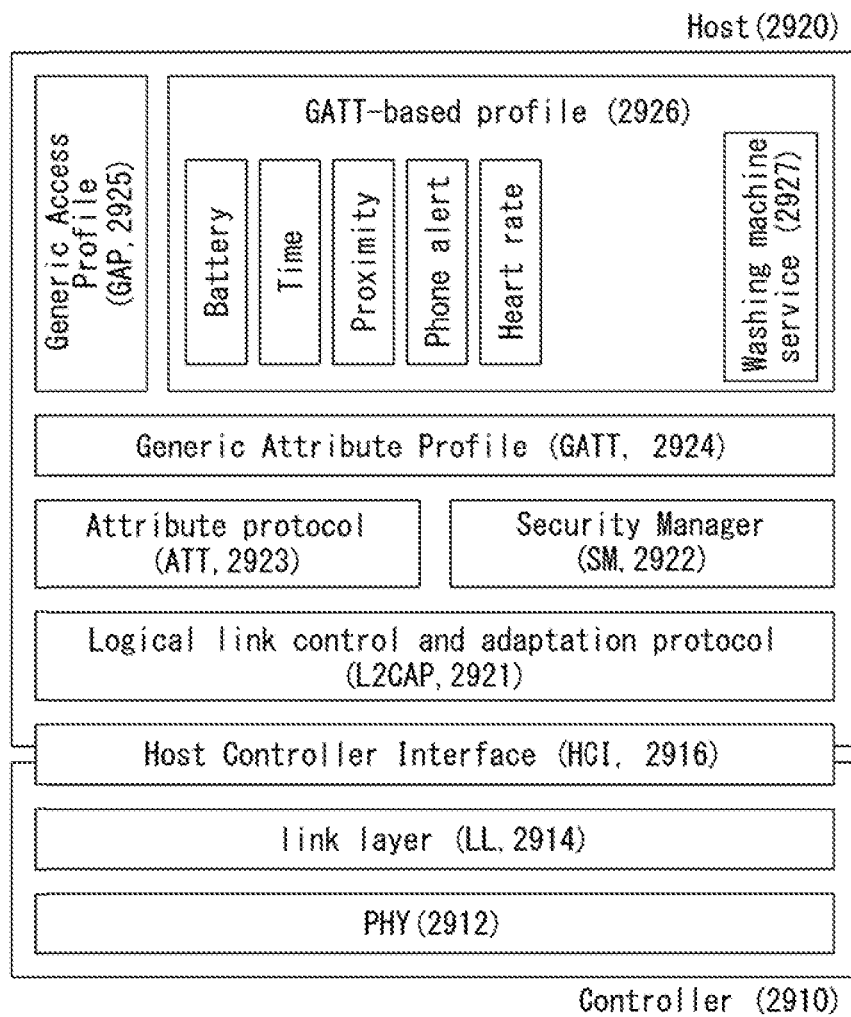 Host(2920)
Generic Access
Profile
(GAP, 2925)
GATT-based profile (2926)
Battery
Time
Proximity
Phone alert
Heart rate
Washing machine
service (2927)
Generic Attribute Profile (GATT, 2924)
Attribute protocol
(ATT, 2923)
Security Manager
(SM, 2922)
Logical link control and adaptation protocol
(L2CAP, 2921)
Host Controller Interface (HCI, 2916)
link layer (LL, 2914)
PHY(2912)
Controller (2910)